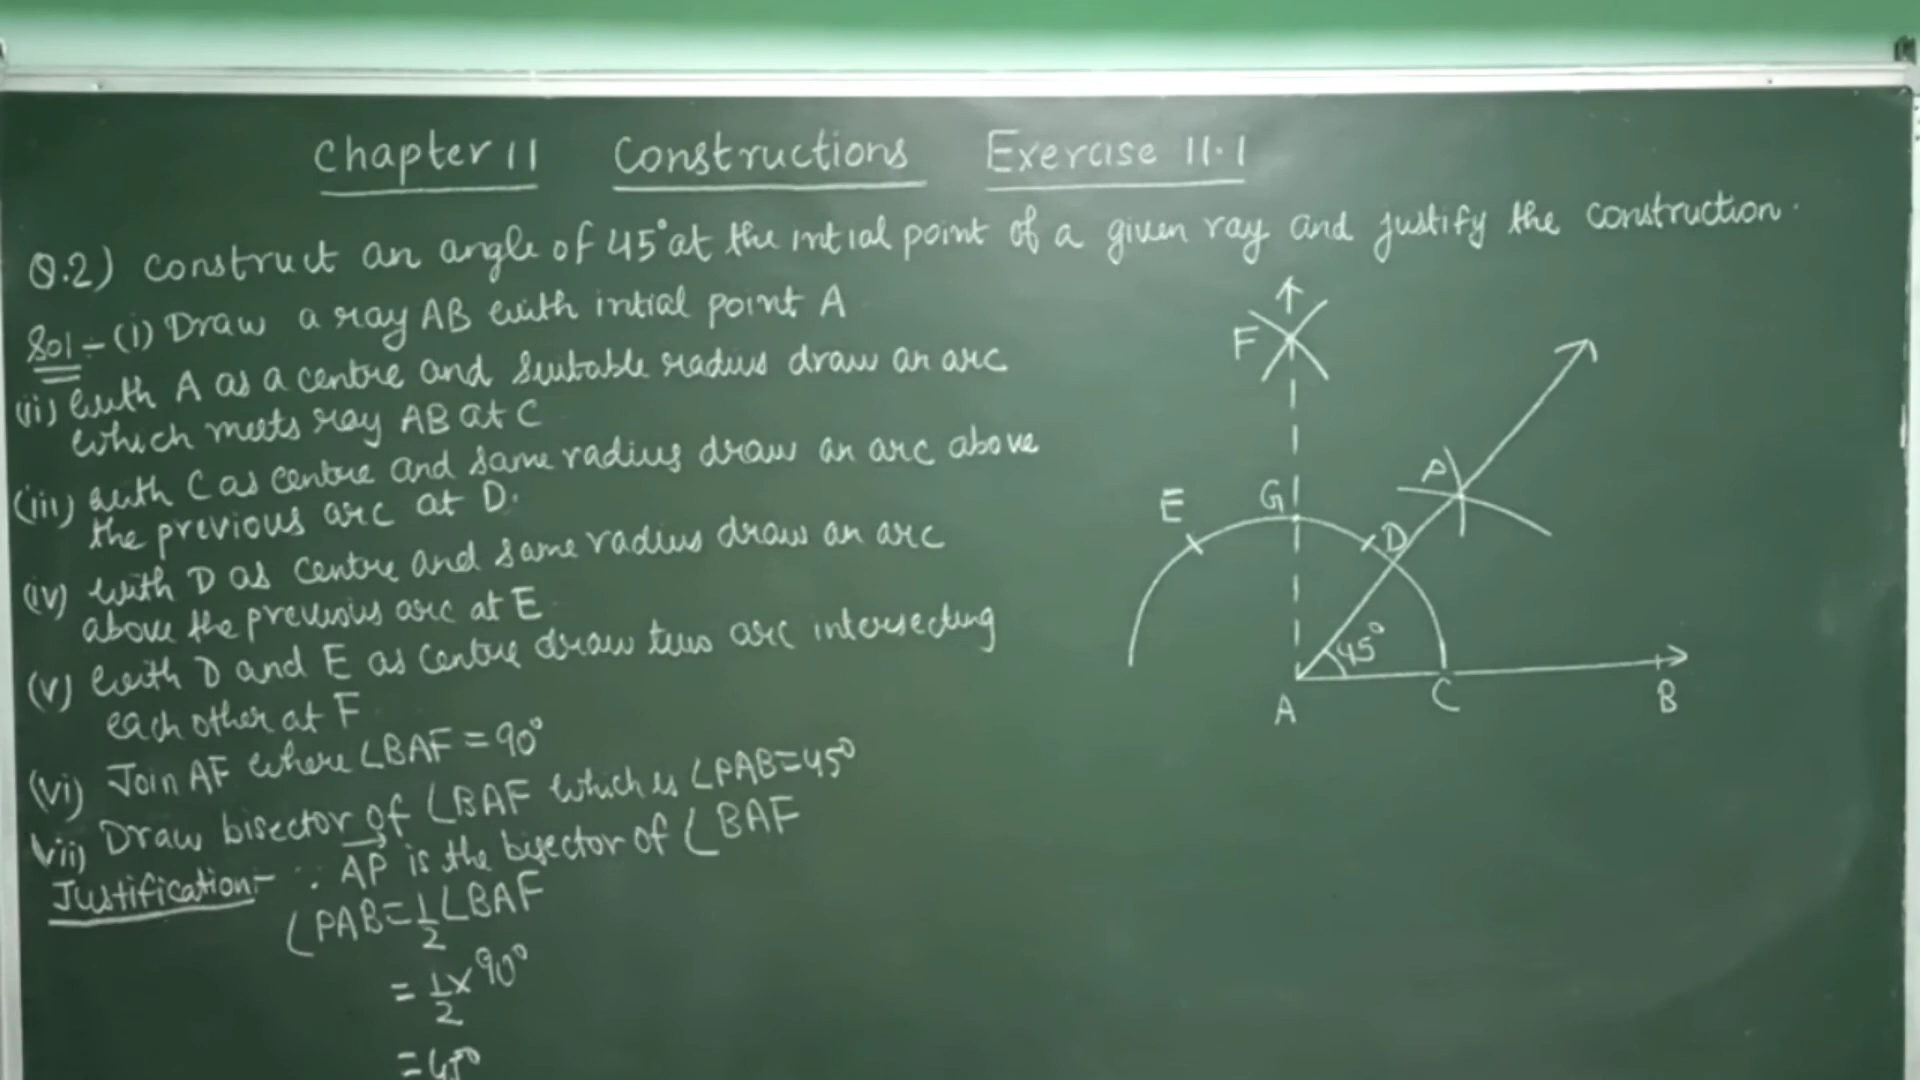 Chapter 11 Constructions Exercise 11.1
Q.2) Construct an angle of 45° at the intial point of a given ray and justify the construction.
Sol- (i) Draw a ray AB with intial point A
(ii) with A as a centre and suitable radius draw an arc
which meets ray AB at C
(iii) with C as centre and same radius draw an arc above
the previous arc at D.
(iv) with D as centre and same radius draw an arc
above the previous arc at E
(v) with D and E as centre draw two arc intersecting
each other at F
(vi) Join AF where ∠BAF = 90°
vii) Draw bisector of ∠BAF which is ∠PAB=45°
Justification:- ∵ AP is the bisector of ∠BAF
∠PAB = 1/2 ∠BAF
= 1/2 × 90°
= 45°
F
P
E
G
D
45°
A
C
B